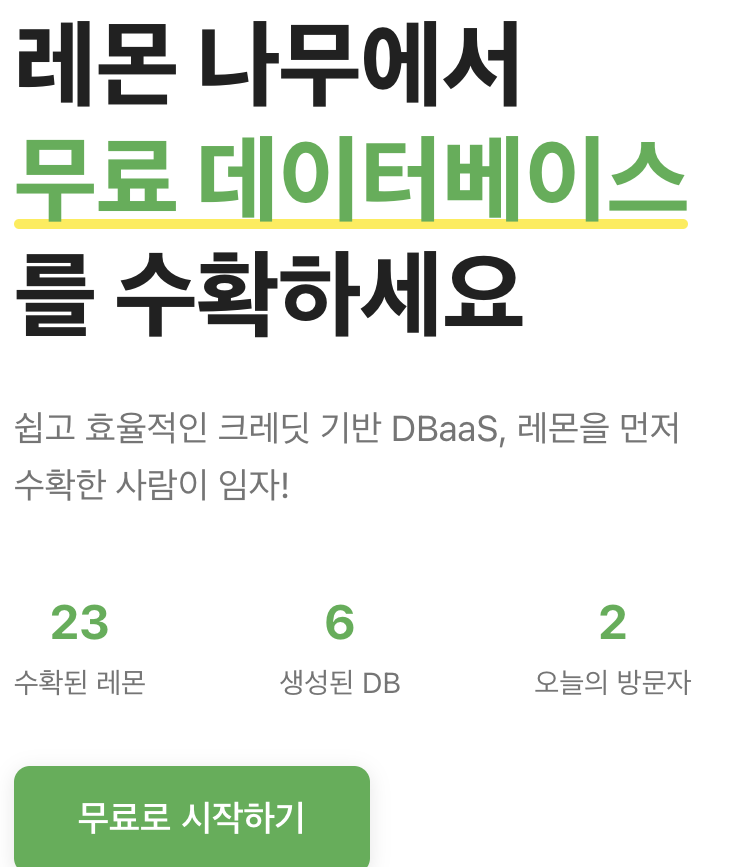 레몬 나무에서
무료 데이터베이스
를 수확하세요
쉽고 효율적인 크레딧 기반 DBaaS, 레몬을 먼저
수확한 사람이 임자!
23 6 2
수확된 레몬 생성된 DB 오늘의 방문자
무료로 시작하기